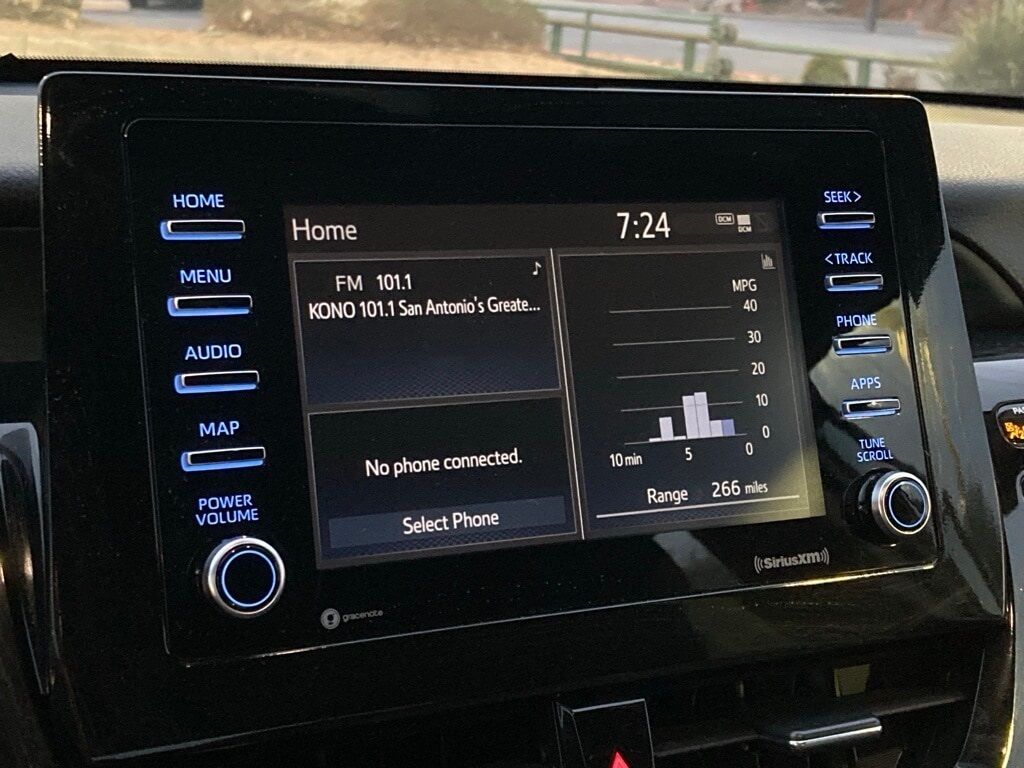 HOME
MENU
AUDIO
MAP
POWER
VOLUME
Home
7:24
DCM
DCM
FM 101.1
KONO 101.1 San Antonio's Greate...
No phone connected.
Select Phone
MPG
40
30
20
10
0
10 min 5 0
Range 266 miles
SEEK>
<TRACK
PHONE
APPS
TUNE
SCROLL
gracenote
((SiriusXM))